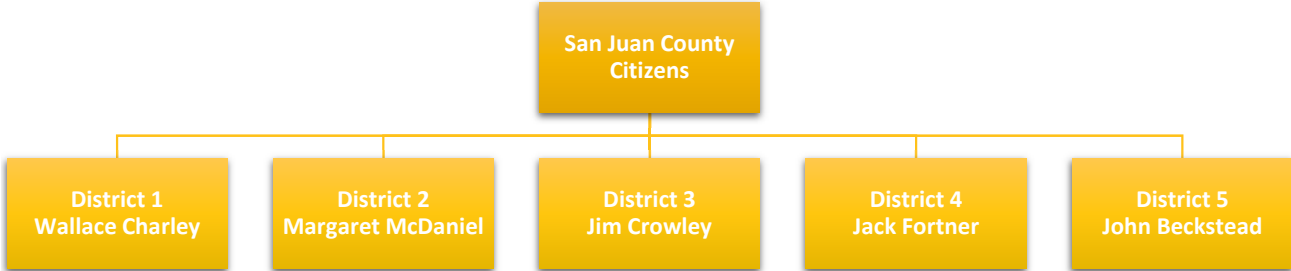 San Juan County
Citizens
District 1
Wallace Charley
District 2
Margaret McDaniel
District 3
Jim Crowley
District 4
Jack Fortner
District 5
John Beckstead